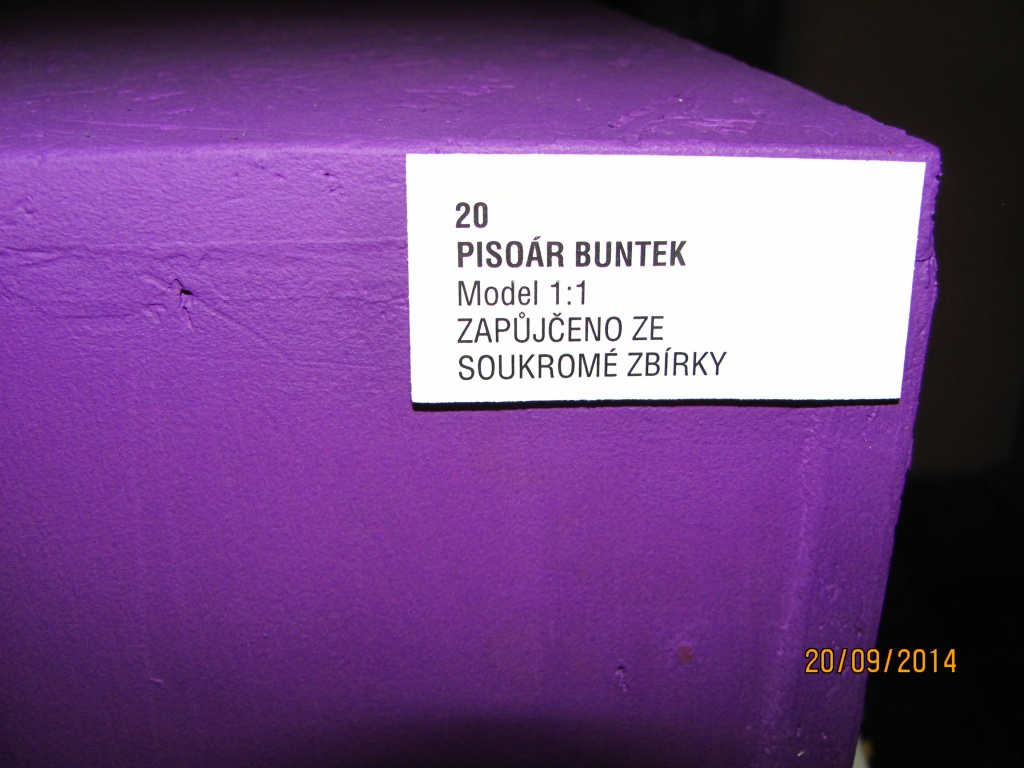 20
PISOÁR BUNTEK
Model 1:1
ZAPŮJČENO ZE
SOUKROMÉ ZBÍRKY
20/09/2014